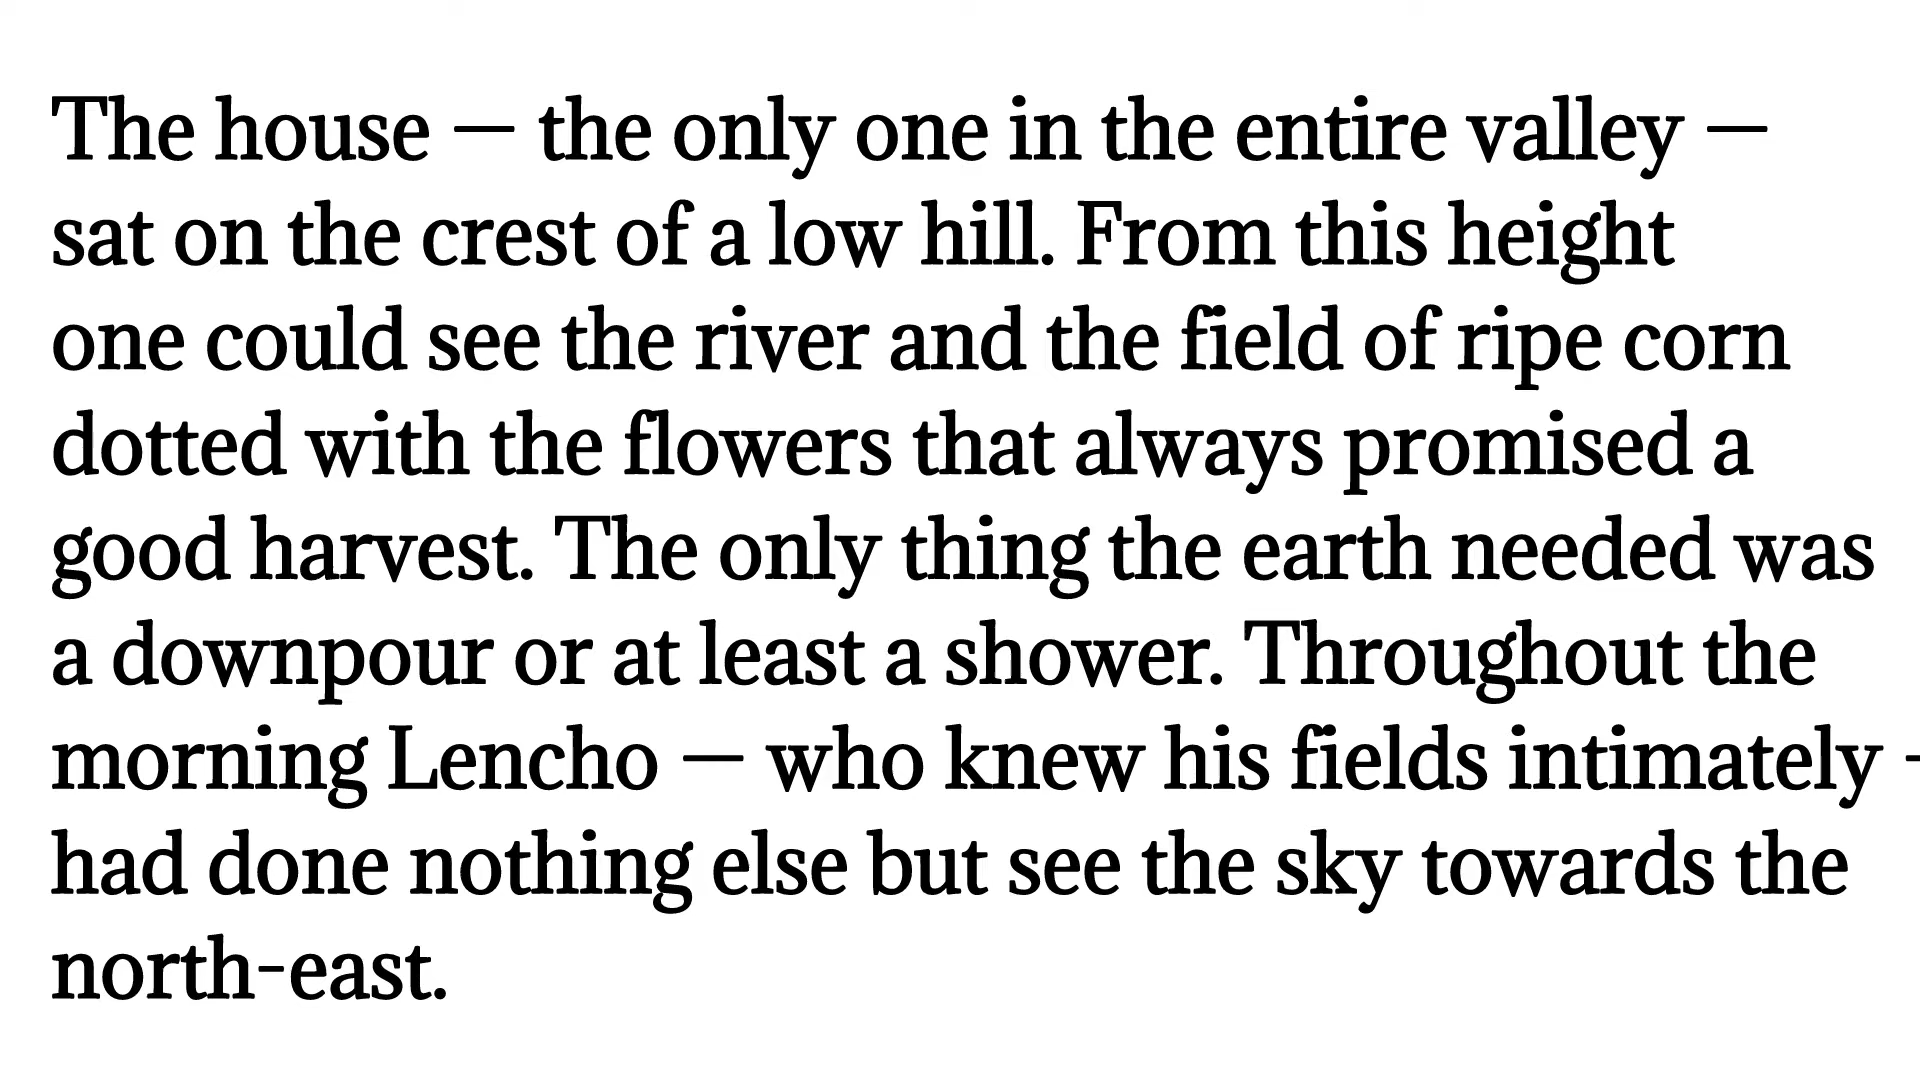 The house — the only one in the entire valley —
sat on the crest of a low hill. From this height
one could see the river and the field of ripe corn
dotted with the flowers that always promised a
good harvest. The only thing the earth needed was
a downpour or at least a shower. Throughout the
morning Lencho — who knew his fields intimately —
had done nothing else but see the sky towards the
north-east.